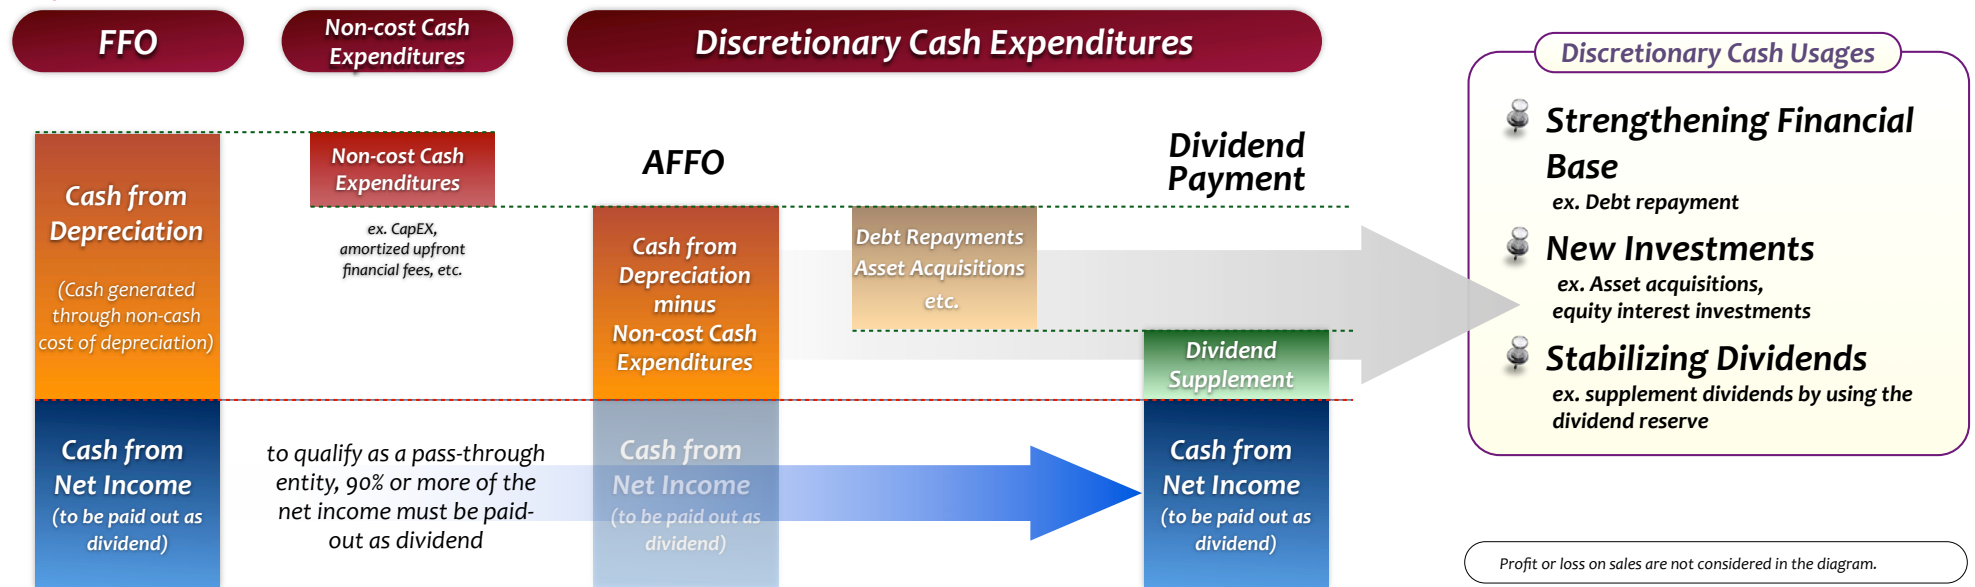 FFO
Non-cost Cash
Expenditures
Discretionary Cash Expenditures
Cash from
Depreciation
(Cash generated
through non-cash
cost of depreciation)
Cash from
Net Income
(to be paid out as
dividend)
Non-cost Cash
Expenditures
ex. CapEX,
amortized upfront
financial fees, etc.
to qualify as a pass-through
entity, 90% or more of the
net income must be paid-
out as dividend
AFFO
Cash from
Depreciation
minus
Non-cost Cash
Expenditures
Cash from
Net Income
(to be paid out as
dividend)
Debt Repayments
Asset Acquisitions
etc.
Dividend
Payment
Dividend
Supplement
Cash from
Net Income
(to be paid out as
dividend)
Discretionary Cash Usages
Strengthening Financial
Base
ex. Debt repayment
New Investments
ex. Asset acquisitions,
equity interest investments
Stabilizing Dividends
ex. supplement dividends by using the
dividend reserve
Profit or loss on sales are not considered in the diagram.